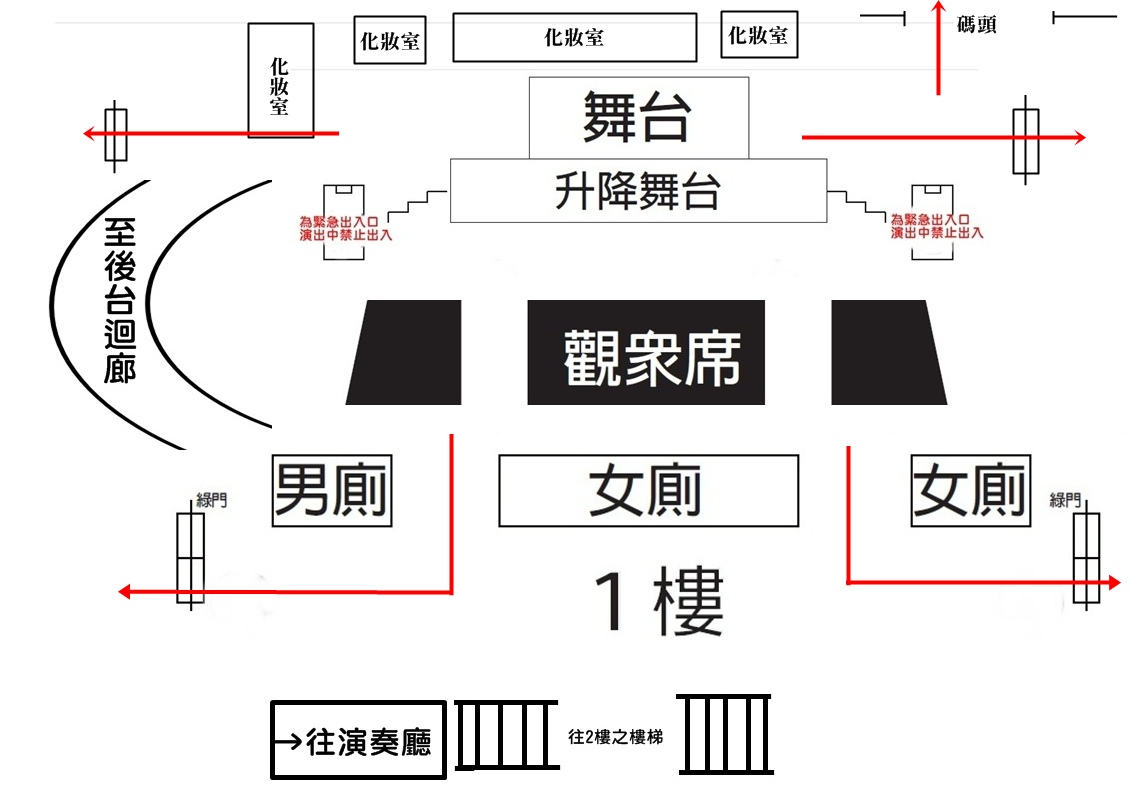 碼頭
化妝室
化妝室
化妝室
化妝室
舞台
升降舞台
為緊急出入口
演出中禁止出入
為緊急出入口
演出中禁止出入
至後台迴廊
觀眾席
男廁
女廁
女廁
綠門
綠門
1樓
→往演奏廳
往2樓之樓梯